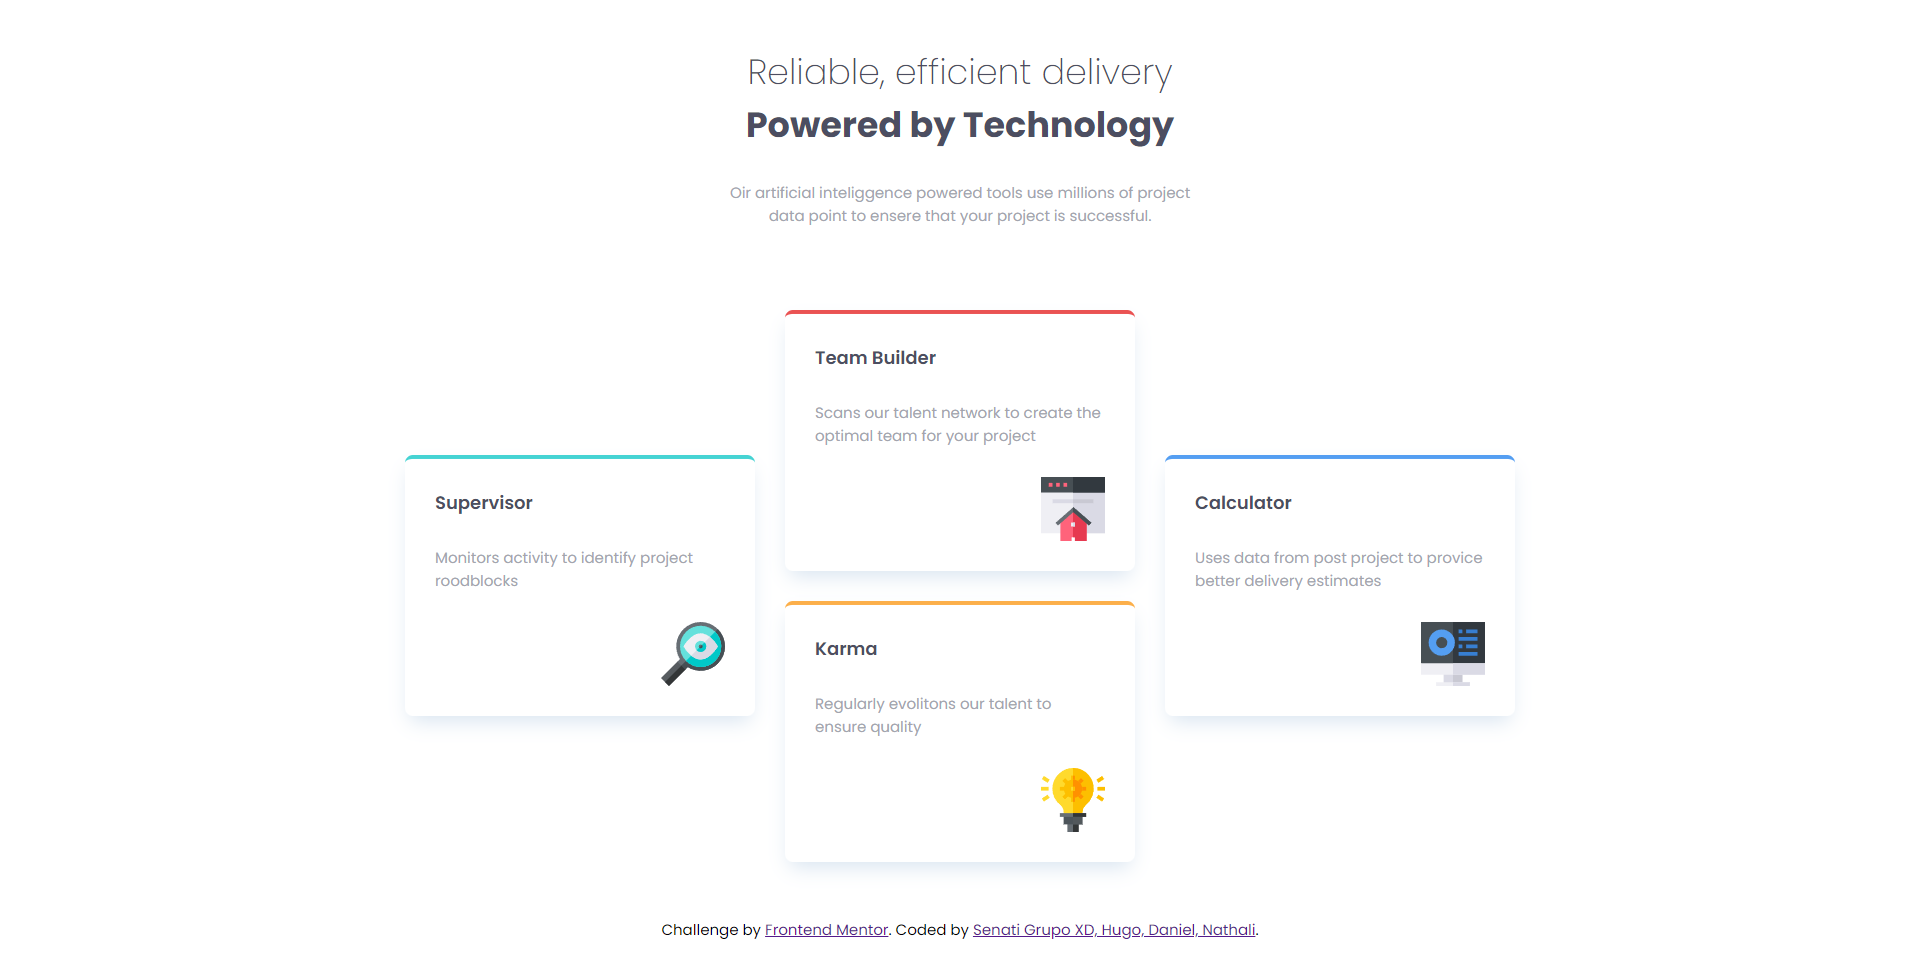 Reliable, efficient delivery
Powered by Technology
Oir artificial inteliggence powered tools use millions of project
data point to ensere that your project is successful.
Team Builder
Scans our talent network to create the
optimal team for your project
Supervisor
Monitors activity to identify project
roodblocks
Calculator
Uses data from post project to provice
better delivery estimates
Karma
Regularly evolitons our talent to
ensure quality
Challenge by Frontend Mentor. Coded by Senati Grupo XD, Hugo, Daniel, Nathali.